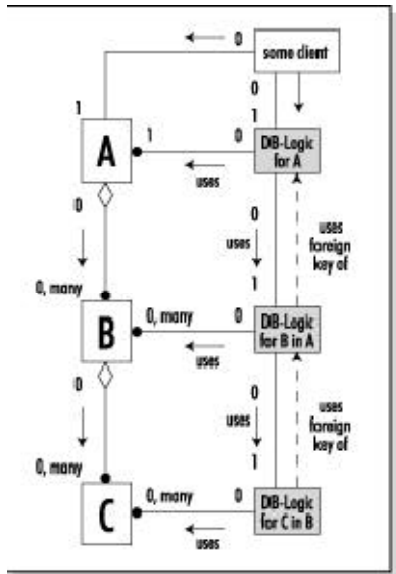 0
some client
0
1
1
A
1
0
DB-Logic
for A
uses
0
0
uses
uses
foreign
key of
0, many
1
B
0, many
0
DB-Logic
for B in A
uses
0
0
uses
uses
foreign
key of
0, many
1
C
0, many
0
DB-Logic
for C in B
uses